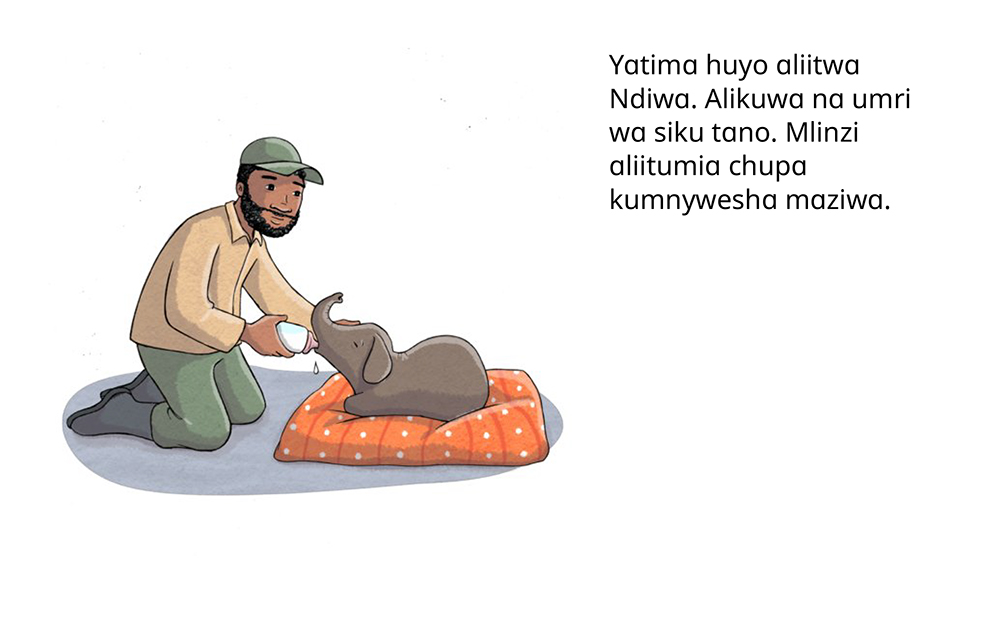 Yatima huyo aliitwa
Ndiwa. Alikuwa na umri
wa siku tano. Mlinzi
aliitumia chupa
kumnywesha maziwa.